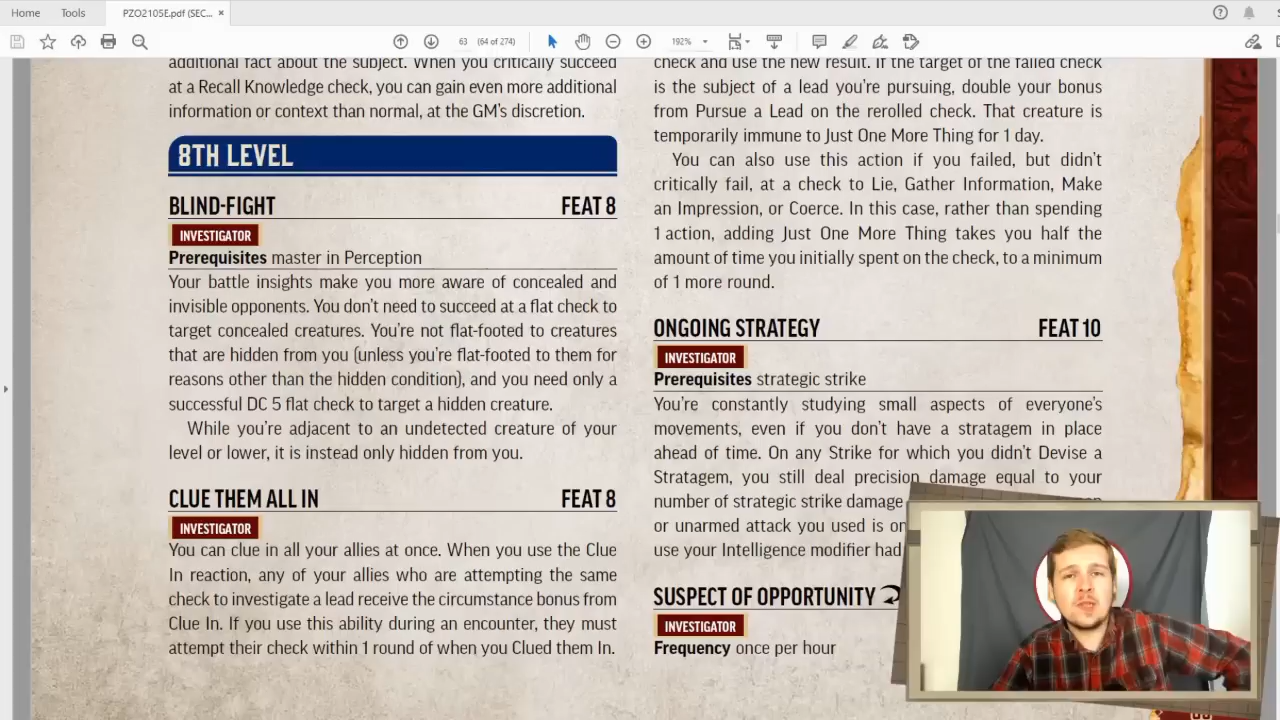 Home
Tools
PZO2105E.pdf (SEC... ×
63 (64 of 274)
192%
additional fact about the subject. When you critically succeed
at a Recall Knowledge check, you can gain even more additional
information or context than normal, at the GM's discretion.
8TH LEVEL
BLIND-FIGHT FEAT 8
INVESTIGATOR
Prerequisites master in Perception
Your battle insights make you more aware of concealed and
invisible opponents. You don't need to succeed at a flat check to
target concealed creatures. You're not flat-footed to creatures
that are hidden from you (unless you're flat-footed to them for
reasons other than the hidden condition), and you need only a
successful DC 5 flat check to target a hidden creature.
While you're adjacent to an undetected creature of your
level or lower, it is instead only hidden from you.
CLUE THEM ALL IN FEAT 8
INVESTIGATOR
You can clue in all your allies at once. When you use the Clue
In reaction, any of your allies who are attempting the same
check to investigate a lead receive the circumstance bonus from
Clue In. If you use this ability during an encounter, they must
attempt their check within 1 round of when you Clued them In.
check and use the new result. If the target of the failed check
is the subject of a lead you're pursuing, double your bonus
from Pursue a Lead on the rerolled check. That creature is
temporarily immune to Just One More Thing for 1 day.
You can also use this action if you failed, but didn't
critically fail, at a check to Lie, Gather Information, Make
an Impression, or Coerce. In this case, rather than spending
1 action, adding Just One More Thing takes you half the
amount of time you initially spent on the check, to a minimum
of 1 more round.
ONGOING STRATEGY FEAT 10
INVESTIGATOR
Prerequisites strategic strike
You're constantly studying small aspects of everyone's
movements, even if you don't have a stratagem in place
ahead of time. On any Strike for which you didn't Devise a
Stratagem, you still deal precision damage equal to your
number of strategic strike damage
or unarmed attack you used is on
use your Intelligence modifier had
SUSPECT OF OPPORTUNITY
INVESTIGATOR
Frequency once per hour